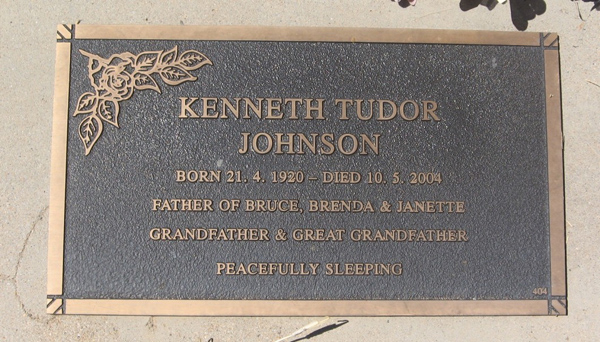 KENNETH TUDOR
JOHNSON
BORN 21. 4. 1920 – DIED 10. 5. 2004
FATHER OF BRUCE, BRENDA & JANETTE
GRANDFATHER & GREAT GRANDFATHER
PEACEFULLY SLEEPING
404